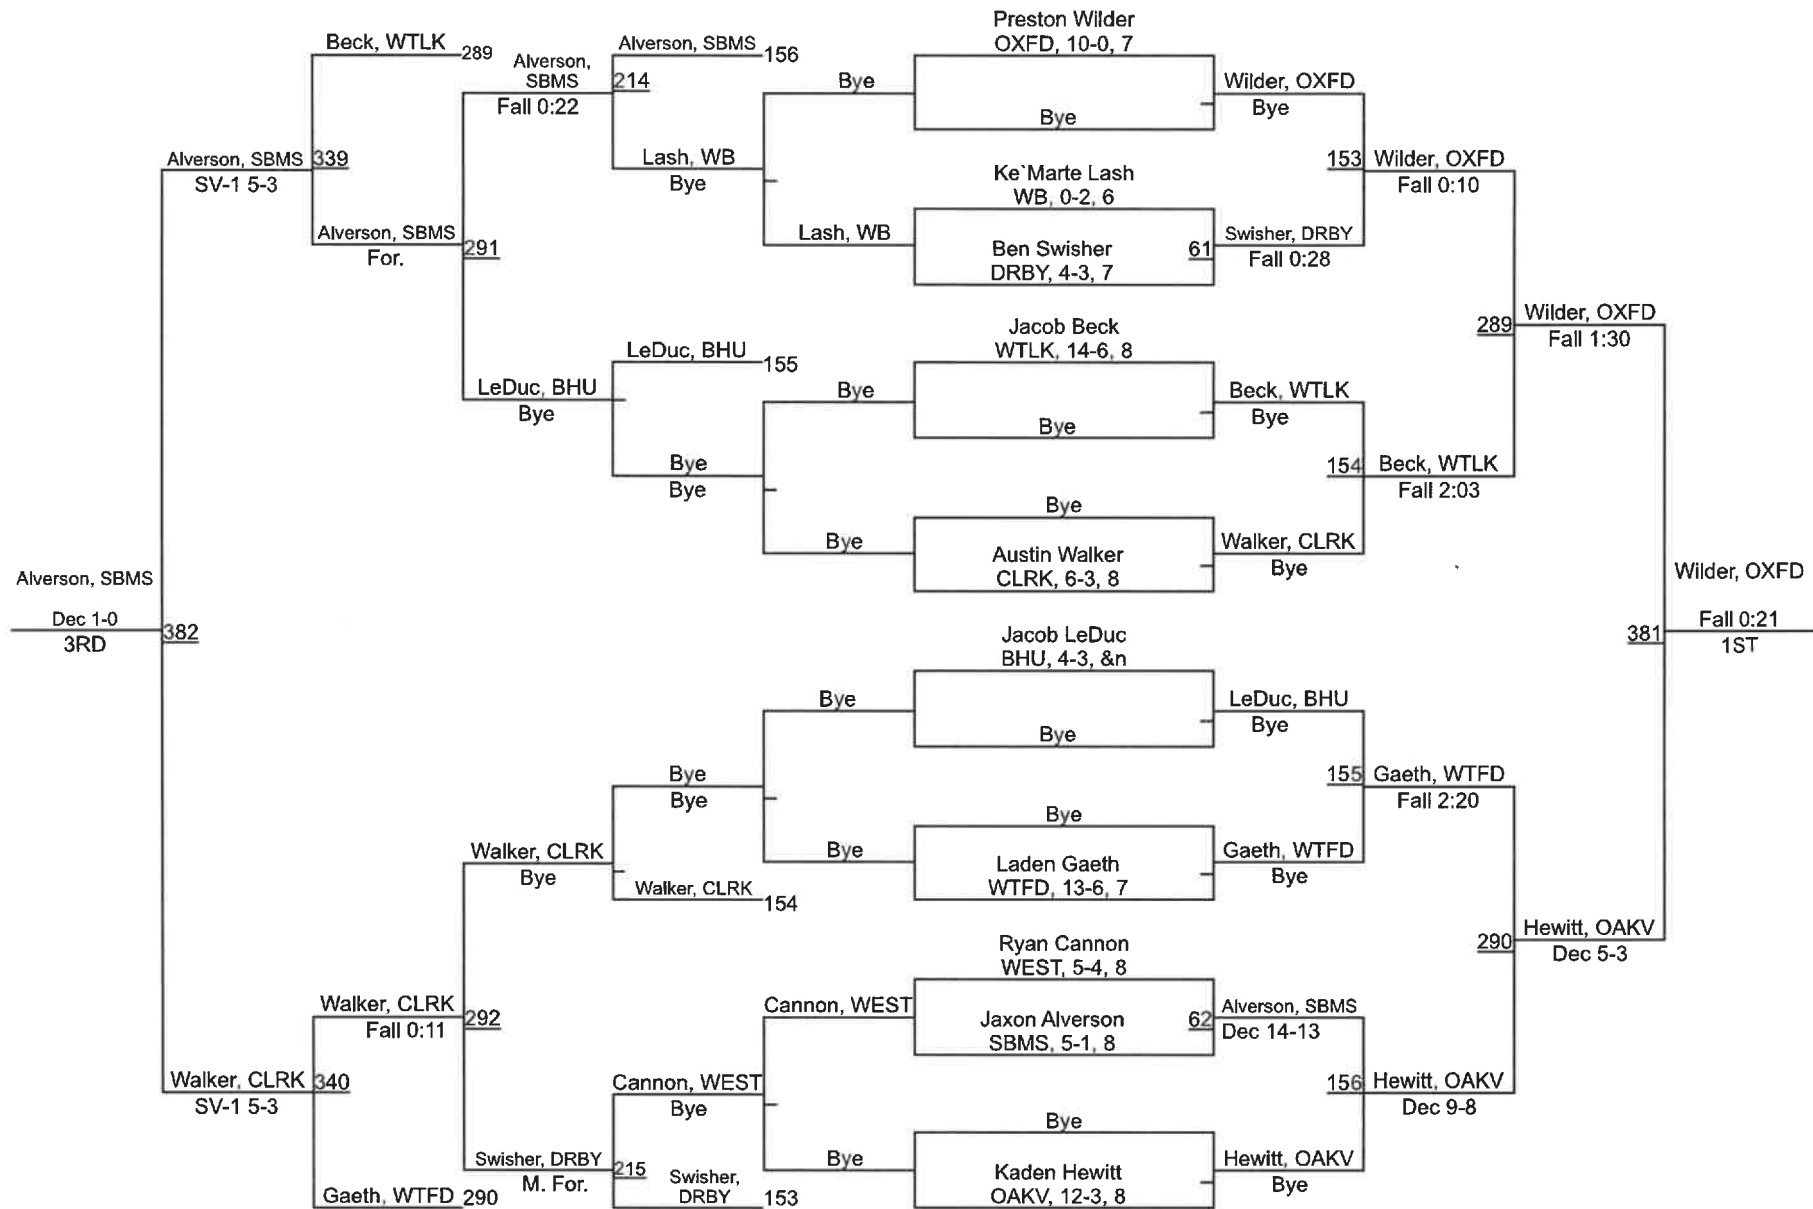 Preston Wilder
OXFD, 10-0, 7
Beck, WTLK
289
Alverson,
SBMS
Fall 0:22
Alverson, SBMS
156
214
Bye
Bye
Wilder, OXFD
Bye
Alverson, SBMS
339
SV-1 5-3
Lash, WB
Bye
Ke`Marte Lash
WB, 0-2, 6
153
Wilder, OXFD
Fall 0:10
Alverson, SBMS
For.
291
Lash, WB
Ben Swisher
DRBY, 4-3, 7
61
Swisher, DRBY
Fall 0:28
Jacob Beck
WTLK, 14-6, 8
289
Wilder, OXFD
Fall 1:30
LeDuc, BHU
155
LeDuc, BHU
Bye
Bye
Bye
Beck, WTLK
Bye
Bye
Bye
154
Beck, WTLK
Fall 2:03
Bye
Bye
Austin Walker
CLRK, 6-3, 8
Walker, CLRK
Bye
Alverson, SBMS
Dec 1-0
3RD
382
Wilder, OXFD
Fall 0:21
1ST
381
Jacob LeDuc
BHU, 4-3, &n
Bye
Bye
LeDuc, BHU
Bye
Bye
Bye
155
Gaeth, WTFD
Fall 2:20
Walker, CLRK
Bye
Bye
Bye
Laden Gaeth
WTFD, 13-6, 7
Gaeth, WTFD
Bye
Walker, CLRK
154
Ryan Cannon
WEST, 5-4, 8
290
Hewitt, OAKV
Dec 5-3
Walker, CLRK
Fall 0:11
292
Cannon, WEST
Jaxon Alverson
SBMS, 5-1, 8
62
Alverson, SBMS
Dec 14-13
Walker, CLRK
SV-1 5-3
340
Cannon, WEST
Bye
156
Hewitt, OAKV
Dec 9-8
Bye
Swisher, DRBY
M. For.
215
Bye
Kaden Hewitt
OAKV, 12-3, 8
Hewitt, OAKV
Bye
Gaeth, WTFD
290
Swisher,
DRBY
153